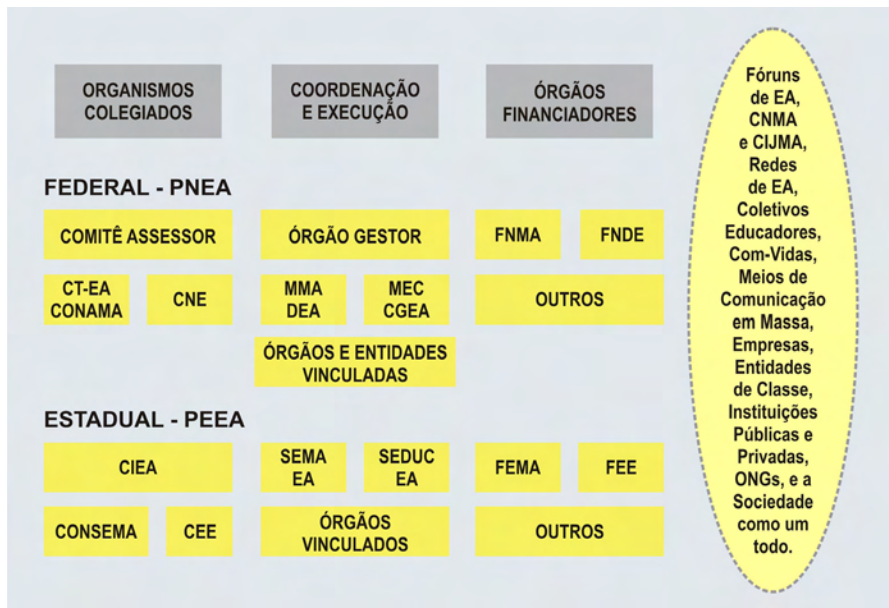 ORGANISMOS
COLEGIADOS
COORDENAÇÃO
E EXECUÇÃO
ÓRGÃOS
FINANCIADORES
FEDERAL - PNEA
COMITÊ ASSESSOR
ÓRGÃO GESTOR
FNMA
FNDE
CT-EA
CONAMA
CNE
MMA
DEA
MEC
CGEA
OUTROS
ÓRGÃOS E ENTIDADES
VINCULADAS
ESTADUAL - PEEA
CIEA
SEMA
EA
SEDUC
EA
FEMA
FEE
CONSEMA
CEE
ÓRGÃOS
VINCULADOS
OUTROS
Fóruns
de EA,
CNMA
e CIJMA,
Redes
de EA,
Coletivos
Educadores,
Com-Vidas,
Meios de
Comunicação
em Massa,
Empresas,
Entidades
de Classe,
Instituições
Públicas e
Privadas,
ONGs, e a
Sociedade
como um
todo.